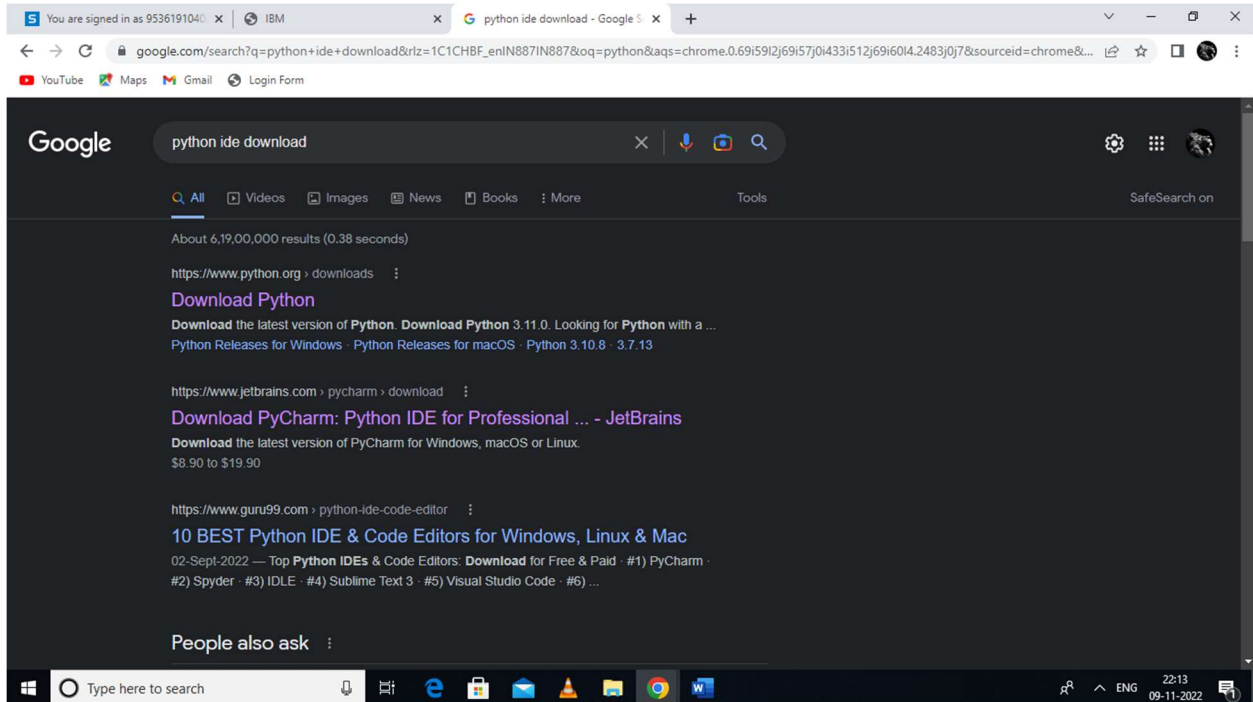 You are signed in as 9536191040
IBM
python ide download - Google S
google.com/search?q=python+ide+download&rlz=1C1CHBF_enIN887IN887&oq=python&aqs=chrome.0.69i59l2j69i57j0i433i512j69i60l4.2483j0j7&sourceid=chrome&...
YouTube Maps Gmail Login Form
Google
python ide download
All Videos Images News Books More Tools SafeSearch on
About 6,19,00,000 results (0.38 seconds)
https://www.python.org › downloads
Download Python
Download the latest version of Python. Download Python 3.11.0. Looking for Python with a ...
Python Releases for Windows · Python Releases for macOS · Python 3.10.8 · 3.7.13
https://www.jetbrains.com › pycharm › download
Download PyCharm: Python IDE for Professional ... - JetBrains
Download the latest version of PyCharm for Windows, macOS or Linux.
$8.90 to $19.90
https://www.guru99.com › python-ide-code-editor
10 BEST Python IDE & Code Editors for Windows, Linux & Mac
02-Sept-2022 — Top Python IDEs & Code Editors: Download for Free & Paid · #1) PyCharm ·
#2) Spyder · #3) IDLE · #4) Sublime Text 3 · #5) Visual Studio Code · #6) ...
People also ask
Type here to search
ENG
22:13
09-11-2022